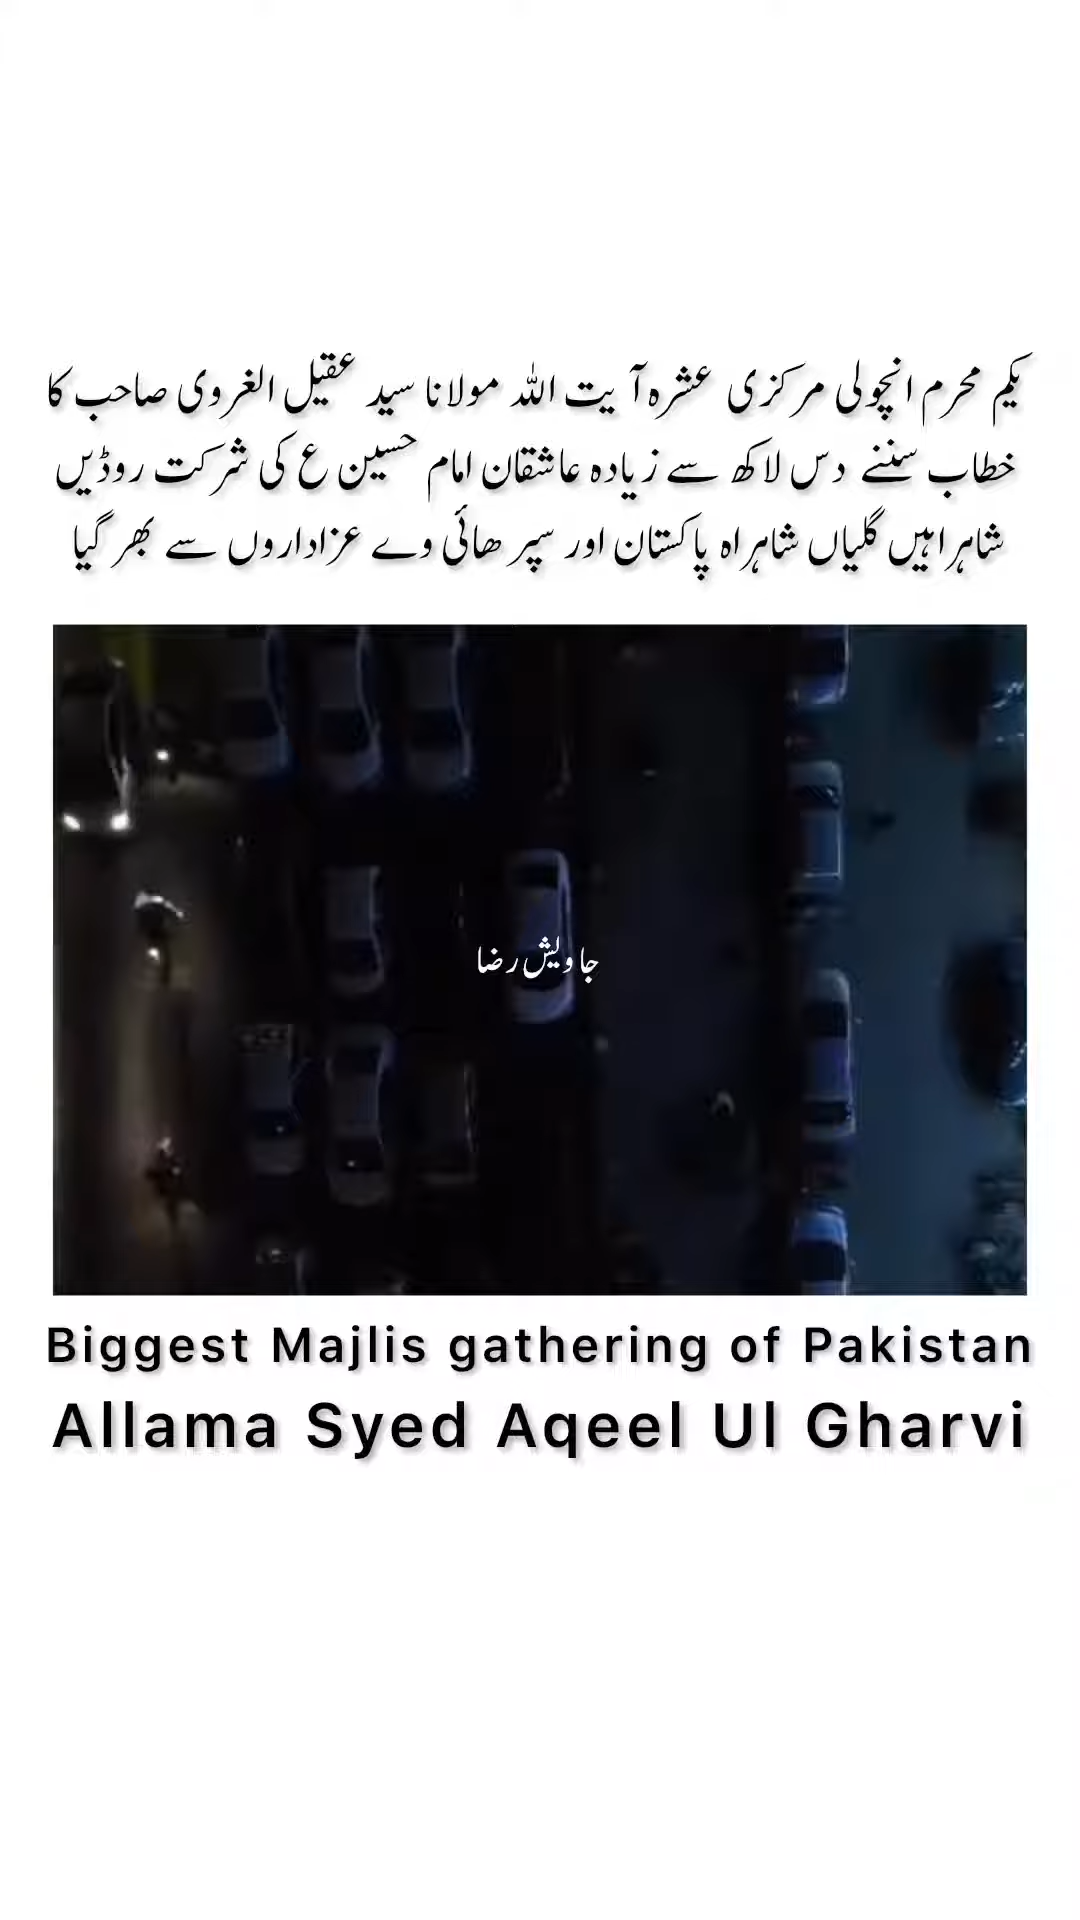 یکم محرم انچولی مرکزی عشرہ آیت اللہ مولانا سید عقیل الغروی صاحب کا
خطاب سننے دس لاکھ سے زیادہ عاشقان امام حسین ع کی شرکت روڈیں
شاہراہیں گلیاں شاہراہ پاکستان اور سپر ھائی وے عزاداروں سے بھر گیا
جاویش رضا
Biggest Majlis gathering of Pakistan
Allama Syed Aqeel Ul Gharvi